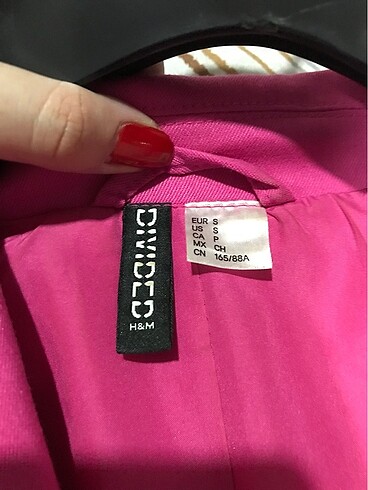 DIVIDED
H&M
EUR S
US S
CA P
MX CH
CN 165/88A